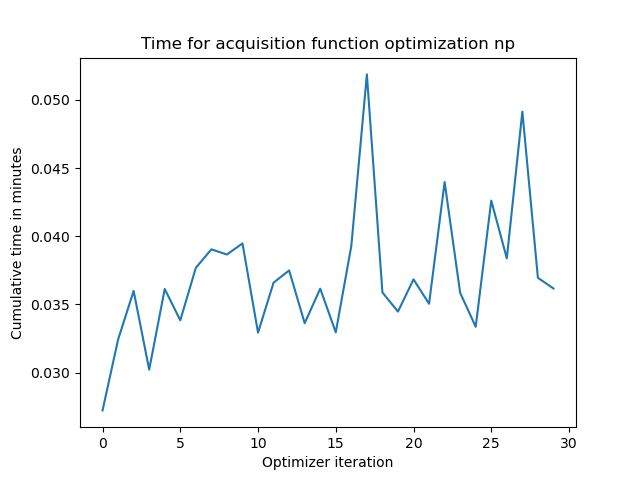 Time for acquisition function optimization np
Cumulative time in minutes
0.050
0.045
0.040
0.035
0.030
0 5 10 15 20 25 30
Optimizer iteration